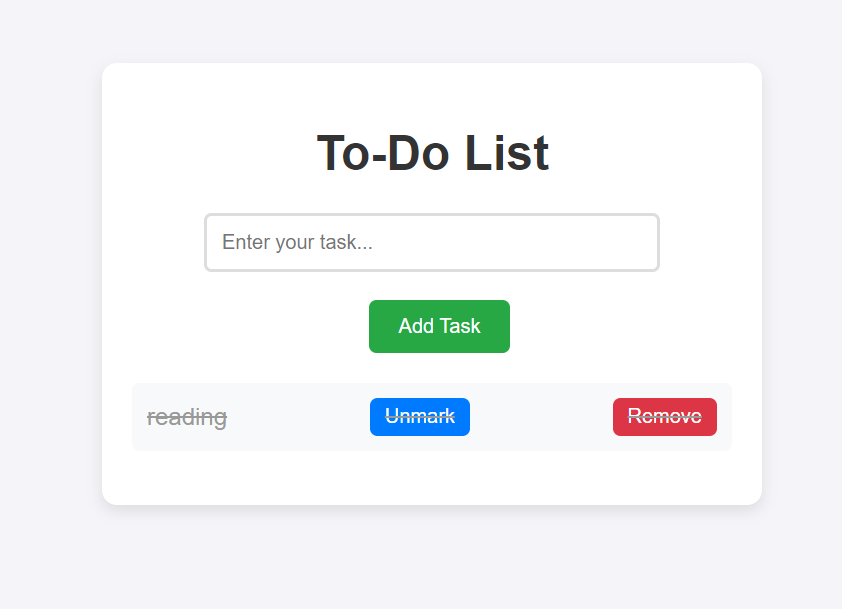 To-Do List
Enter your task...
Add Task
reading Unmark Remove